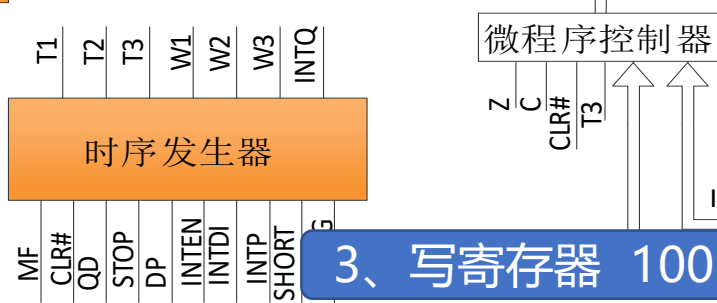 T1 T2 T3 W1 W2 W3 INTQ
微程序控制器
Z C CLR# T3
时序发生器
MF CLR# QD STOP DP INTEN INTDI INTP SHORT
3、写寄存器 100